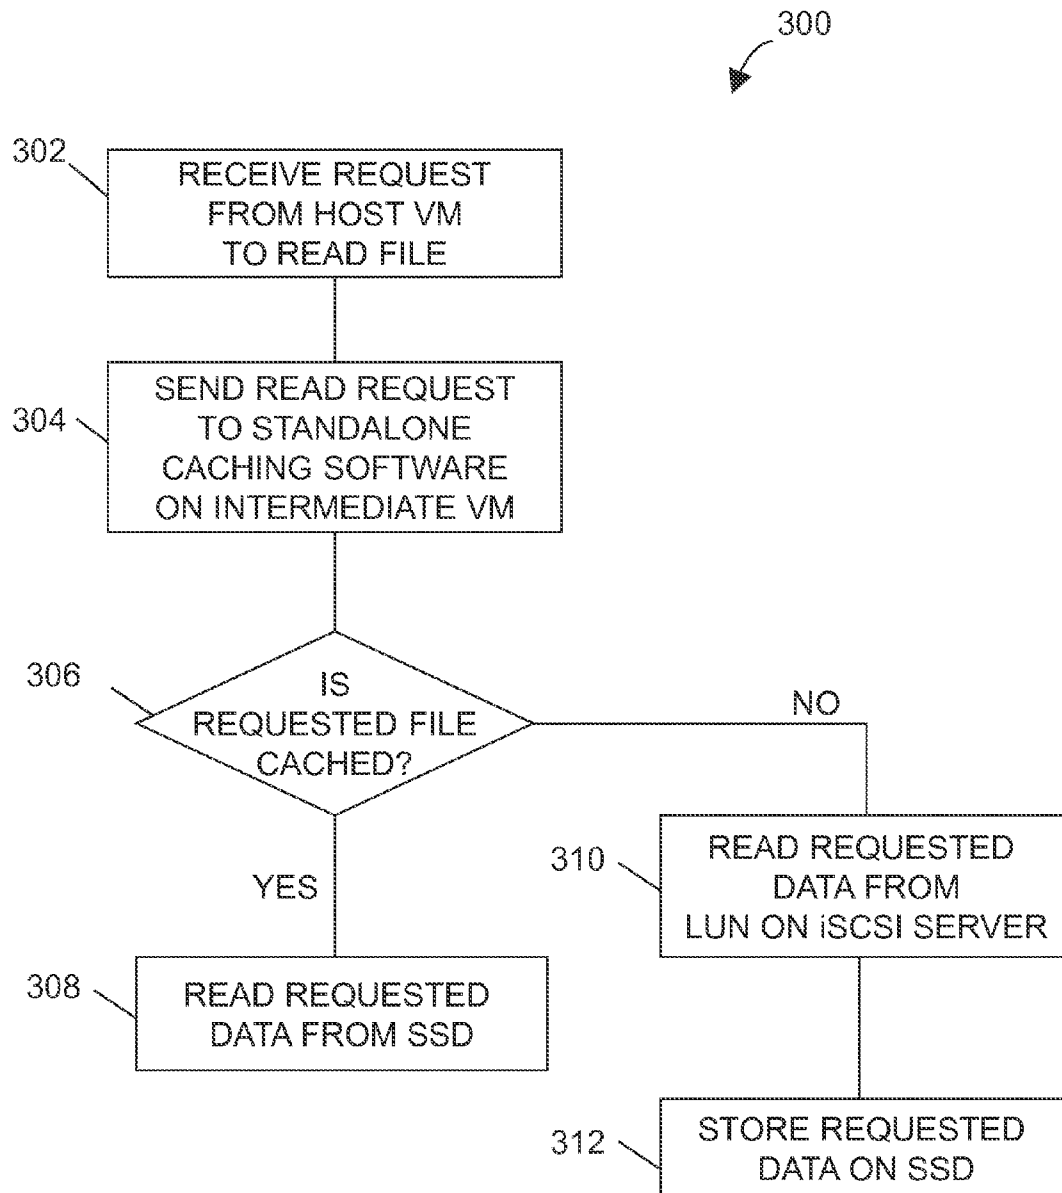 300
302
RECEIVE REQUEST
FROM HOST VM
TO READ FILE
304
SEND READ REQUEST
TO STANDALONE
CACHING SOFTWARE
ON INTERMEDIATE VM
306
IS
REQUESTED FILE
CACHED?
NO
YES
310
READ REQUESTED
DATA FROM
LUN ON iSCSI SERVER
308
READ REQUESTED
DATA FROM SSD
312
STORE REQUESTED
DATA ON SSD